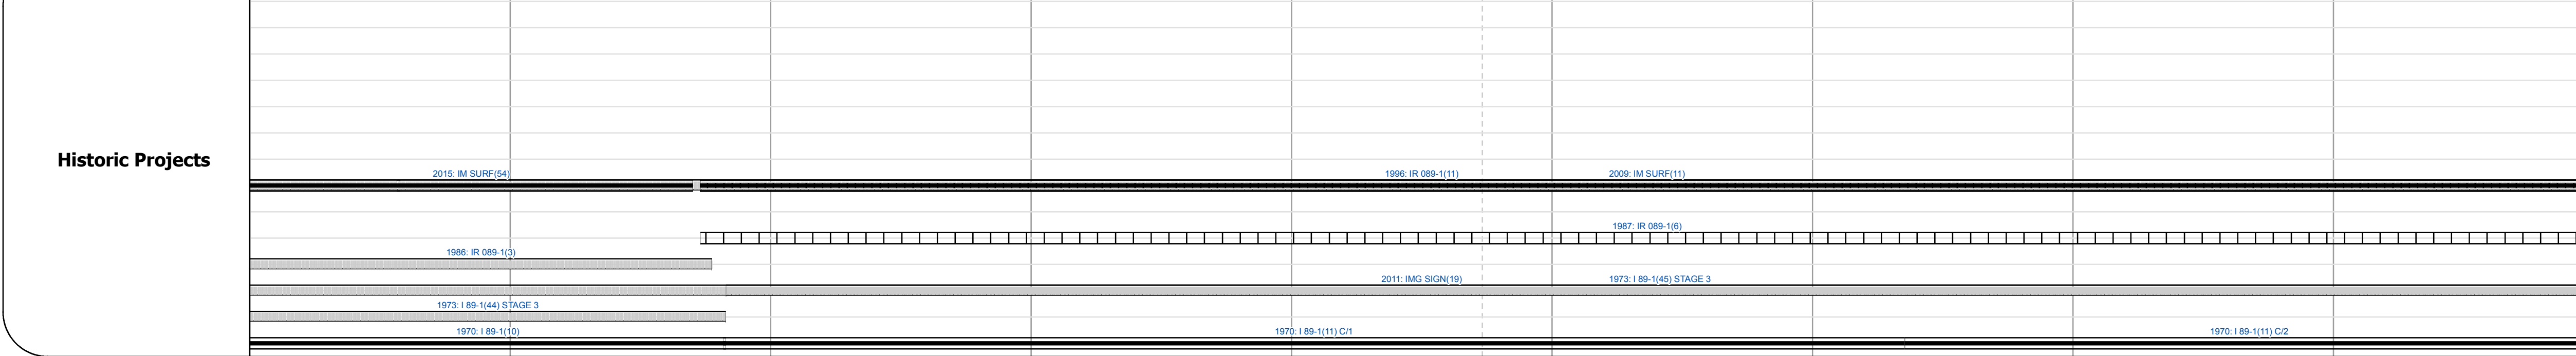 Historic Projects
2015: IM SURF(54)
1996: IR 089-1(11)
2009: IM SURF(11)
1987: IR 089-1(6)
1986: IR 089-1(3)
2011: IMG SIGN(19)
1973: I 89-1(45) STAGE 3
1973: I 89-1(44) STAGE 3
1970: I 89-1(10)
1970: I 89-1(11) C/1
1970: I 89-1(11) C/2